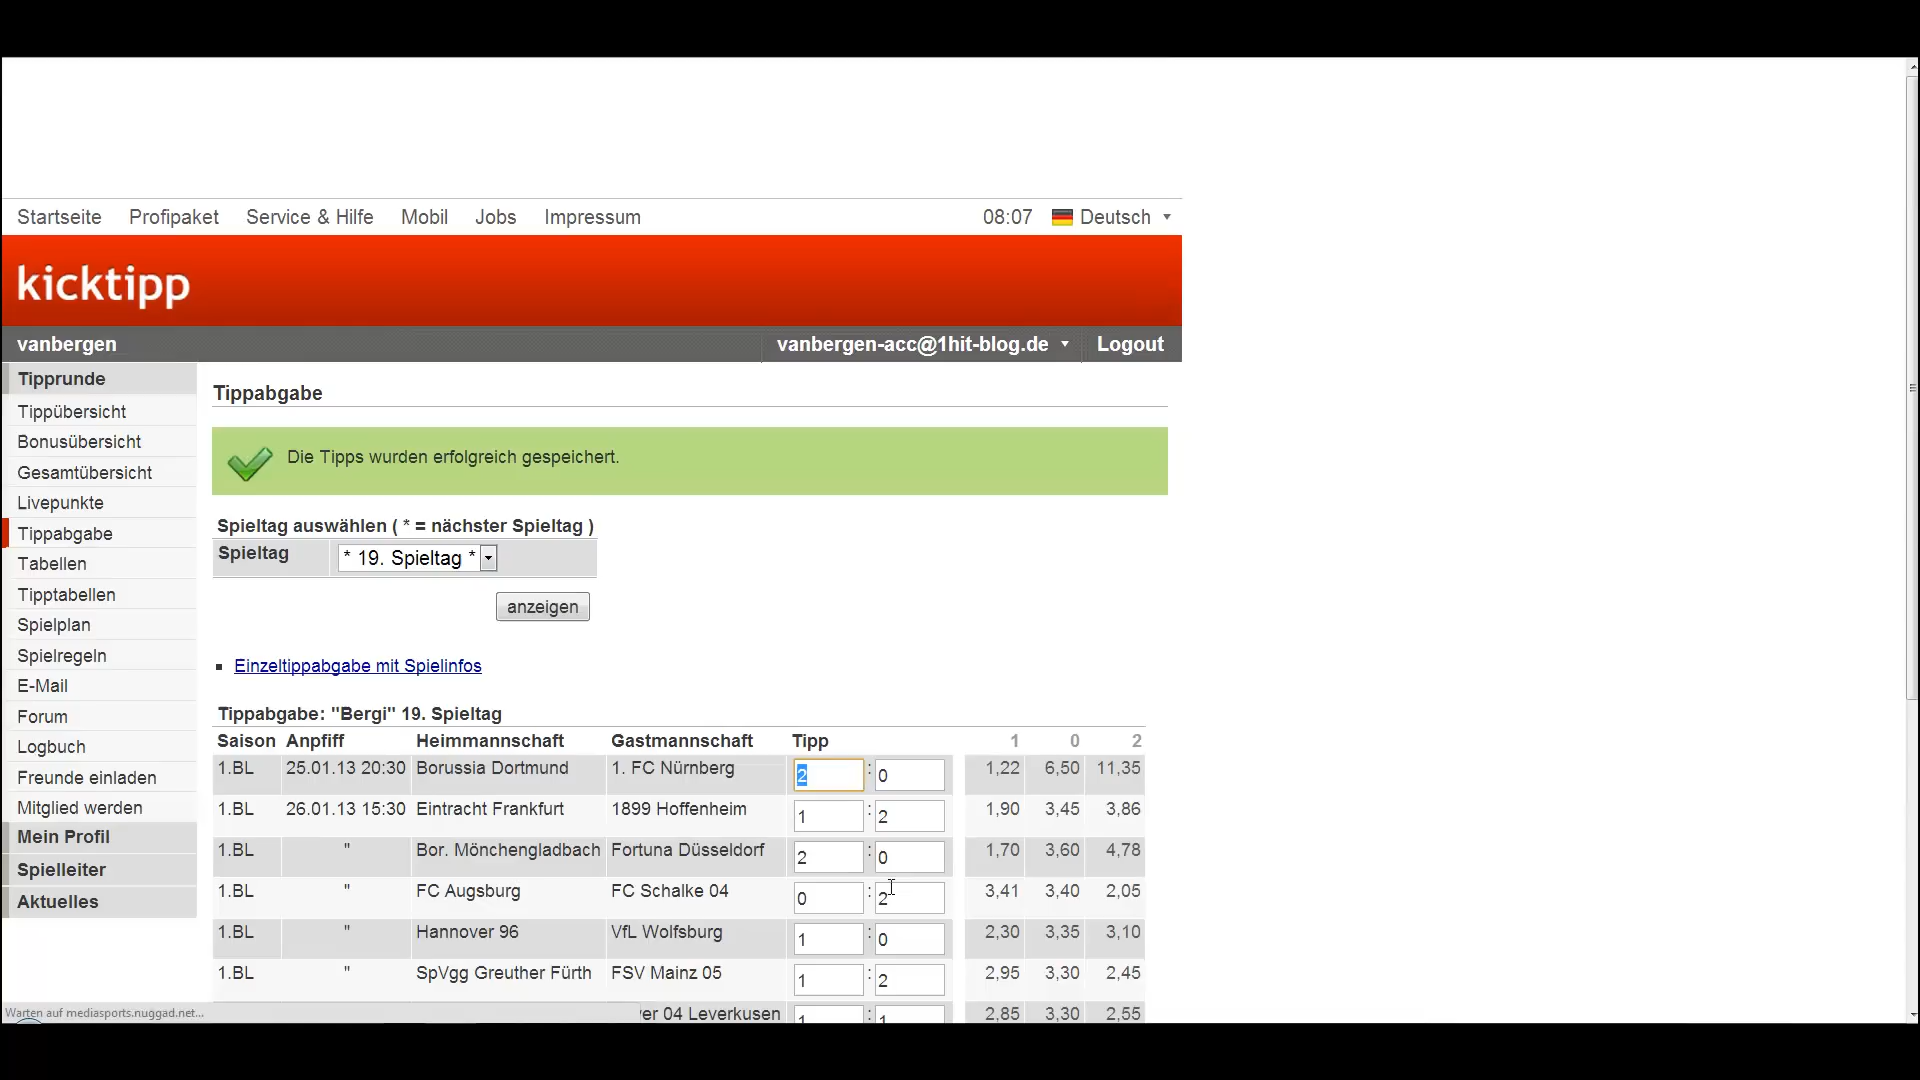 Startseite Profipaket Service & Hilfe Mobil Jobs Impressum 08:07 Deutsch
kicktipp
vanbergen vanbergen-acc@1hit-blog.de Logout
Tipprunde
Tippübersicht
Bonusübersicht
Gesamtübersicht
Livepunkte
Tippabgabe
Tabellen
Tipptabellen
Spielplan
Spielregeln
E-Mail
Forum
Logbuch
Freunde einladen
Mitglied werden
Mein Profil
Spielleiter
Aktuelles
Tippabgabe
Die Tipps wurden erfolgreich gespeichert.
Spieltag auswählen ( * = nächster Spieltag )
Spieltag * 19. Spieltag *
anzeigen
Einzeltippabgabe mit Spielinfos
Tippabgabe: "Bergi" 19. Spieltag
Saison Anpfiff Heimmannschaft Gastmannschaft Tipp 1 0 2
1.BL 25.01.13 20:30 Borussia Dortmund 1. FC Nürnberg 2 : 0 1,22 6,50 11,35
1.BL 26.01.13 15:30 Eintracht Frankfurt 1899 Hoffenheim 1 : 2 1,90 3,45 3,86
1.BL " Bor. Mönchengladbach Fortuna Düsseldorf 2 : 0 1,70 3,60 4,78
1.BL " FC Augsburg FC Schalke 04 0 : 2 3,41 3,40 2,05
1.BL " Hannover 96 VfL Wolfsburg 1 : 0 2,30 3,35 3,10
1.BL " SpVgg Greuther Fürth FSV Mainz 05 1 : 2 2,95 3,30 2,45
er 04 Leverkusen 1 : 1 2,85 3,30 2,55
Warten auf mediasports.nuggad.net...